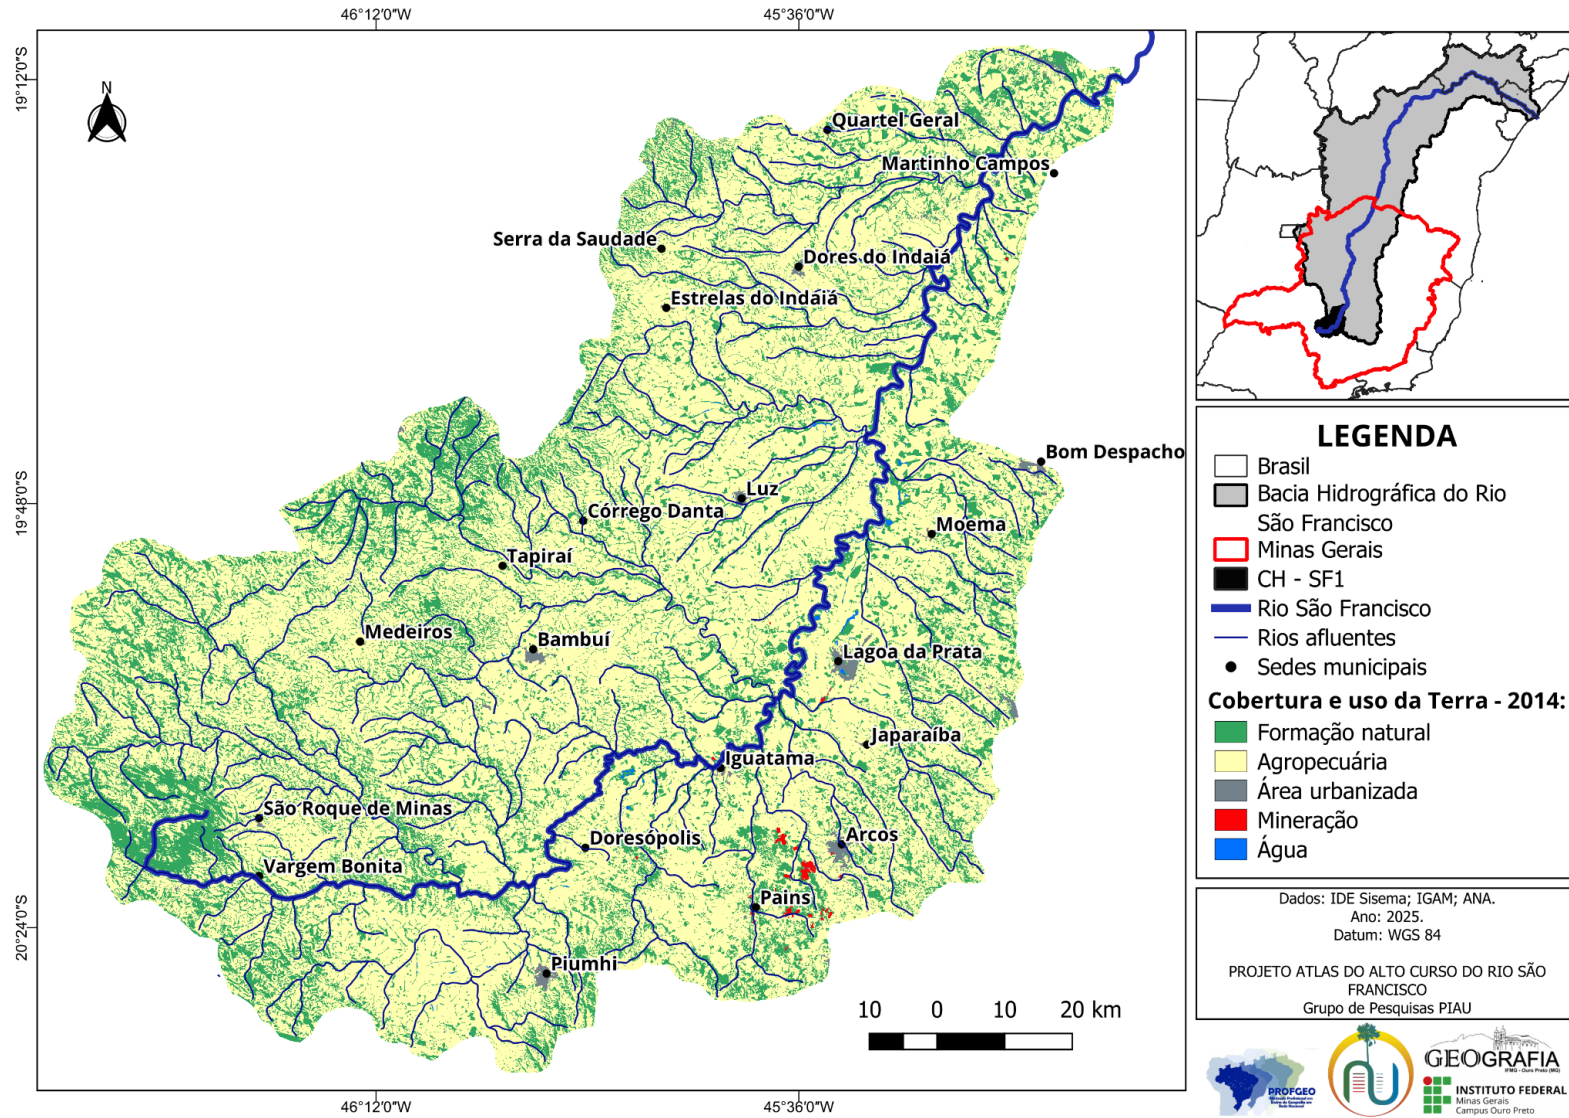 46°12'0"W
45°36'0"W
19°12'0"S
N
Quartel Geral
Martinho Campos
Serra da Saudade
Dores do Indaiá
Estrelas do Indaiá
Bom Despacho
Luz
19°48'0"S
Córrego Danta
Moema
Tapiraí
Medeiros
Bambuí
Lagoa da Prata
Japaraíba
Iguatama
São Roque de Minas
Doresópolis
Arcos
Vargem Bonita
Pains
20°24'0"S
Piumhi
10 0 10 20 km
46°12'0"W
45°36'0"W
LEGENDA
Brasil
Bacia Hidrográfica do Rio
São Francisco
Minas Gerais
CH - SF1
Rio São Francisco
Rios afluentes
Sedes municipais
Cobertura e uso da Terra - 2014:
Formação natural
Agropecuária
Área urbanizada
Mineração
Água
Dados: IDE Sisema; IGAM; ANA.
Ano: 2025.
Datum: WGS 84
PROJETO ATLAS DO ALTO CURSO DO RIO SÃO
FRANCISCO
Grupo de Pesquisas PIAU
PROFGEO
GEOGRAFIA
IFMG - Ouro Preto (MG)
INSTITUTO FEDERAL
Minas Gerais
Campus Ouro Preto